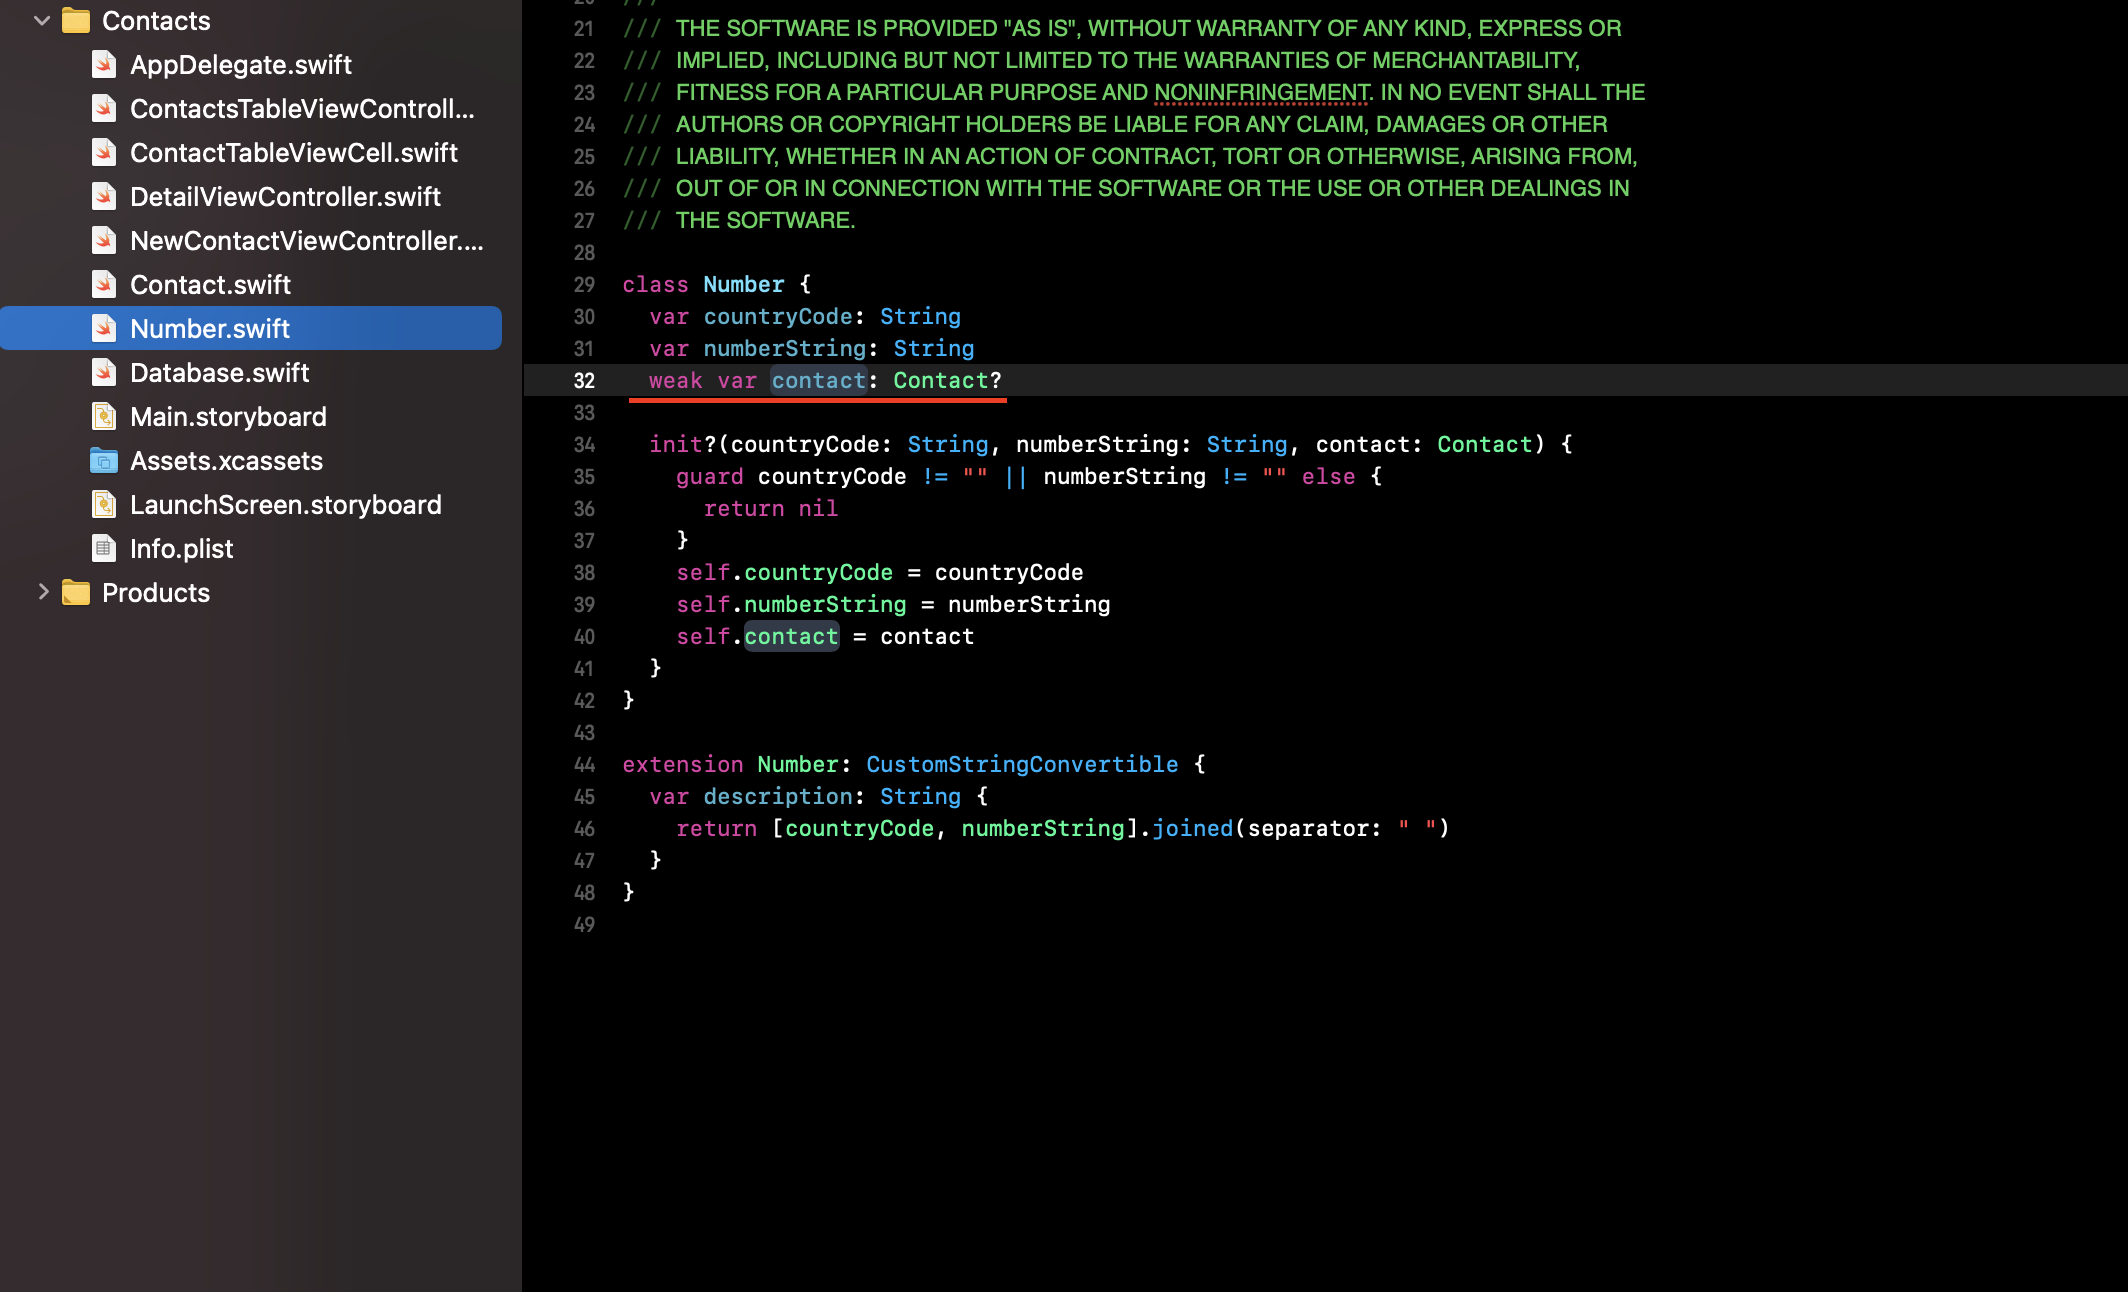 Contacts
AppDelegate.swift
ContactsTableViewControll...
ContactTableViewCell.swift
DetailViewController.swift
NewContactViewController....
Contact.swift
Number.swift
Database.swift
Main.storyboard
Assets.xcassets
LaunchScreen.storyboard
Info.plist
Products
20 ///
21 /// THE SOFTWARE IS PROVIDED "AS IS", WITHOUT WARRANTY OF ANY KIND, EXPRESS OR
22 /// IMPLIED, INCLUDING BUT NOT LIMITED TO THE WARRANTIES OF MERCHANTABILITY,
23 /// FITNESS FOR A PARTICULAR PURPOSE AND NONINFRINGEMENT. IN NO EVENT SHALL THE
24 /// AUTHORS OR COPYRIGHT HOLDERS BE LIABLE FOR ANY CLAIM, DAMAGES OR OTHER
25 /// LIABILITY, WHETHER IN AN ACTION OF CONTRACT, TORT OR OTHERWISE, ARISING FROM,
26 /// OUT OF OR IN CONNECTION WITH THE SOFTWARE OR THE USE OR OTHER DEALINGS IN
27 /// THE SOFTWARE.
28
29 class Number {
30   var countryCode: String
31   var numberString: String
32   weak var contact: Contact?
33
34   init?(countryCode: String, numberString: String, contact: Contact) {
35     guard countryCode != "" || numberString != "" else {
36       return nil
37     }
38     self.countryCode = countryCode
39     self.numberString = numberString
40     self.contact = contact
41   }
42 }
43
44 extension Number: CustomStringConvertible {
45   var description: String {
46     return [countryCode, numberString].joined(separator: " ")
47   }
48 }
49